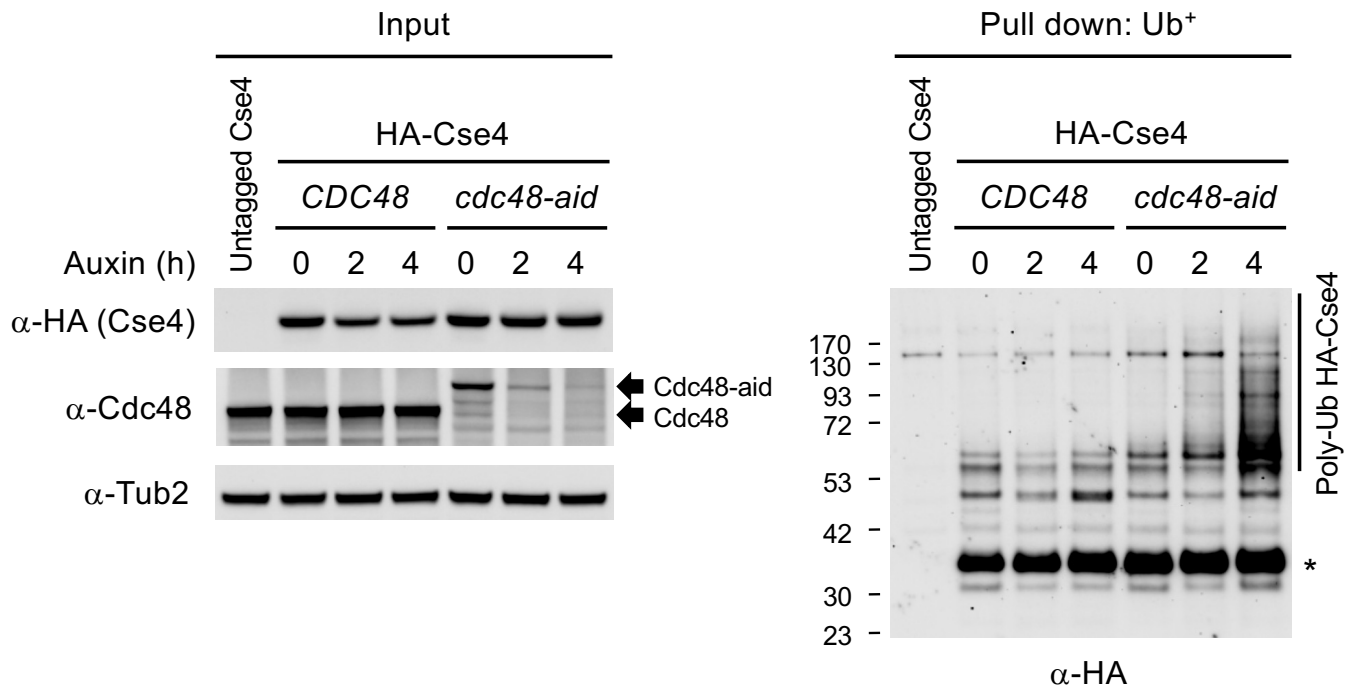 Input
Untagged Cse4
HA-Cse4
CDC48 cdc48-aid
Auxin (h) 0 2 4 0 2 4
α-HA (Cse4)
α-Cdc48
Cdc48-aid
Cdc48
α-Tub2
Pull down: Ub⁺
Untagged Cse4
HA-Cse4
CDC48 cdc48-aid
0 2 4 0 2 4
170
130
93
72
53
42
30
23
Poly-Ub HA-Cse4
*
α-HA